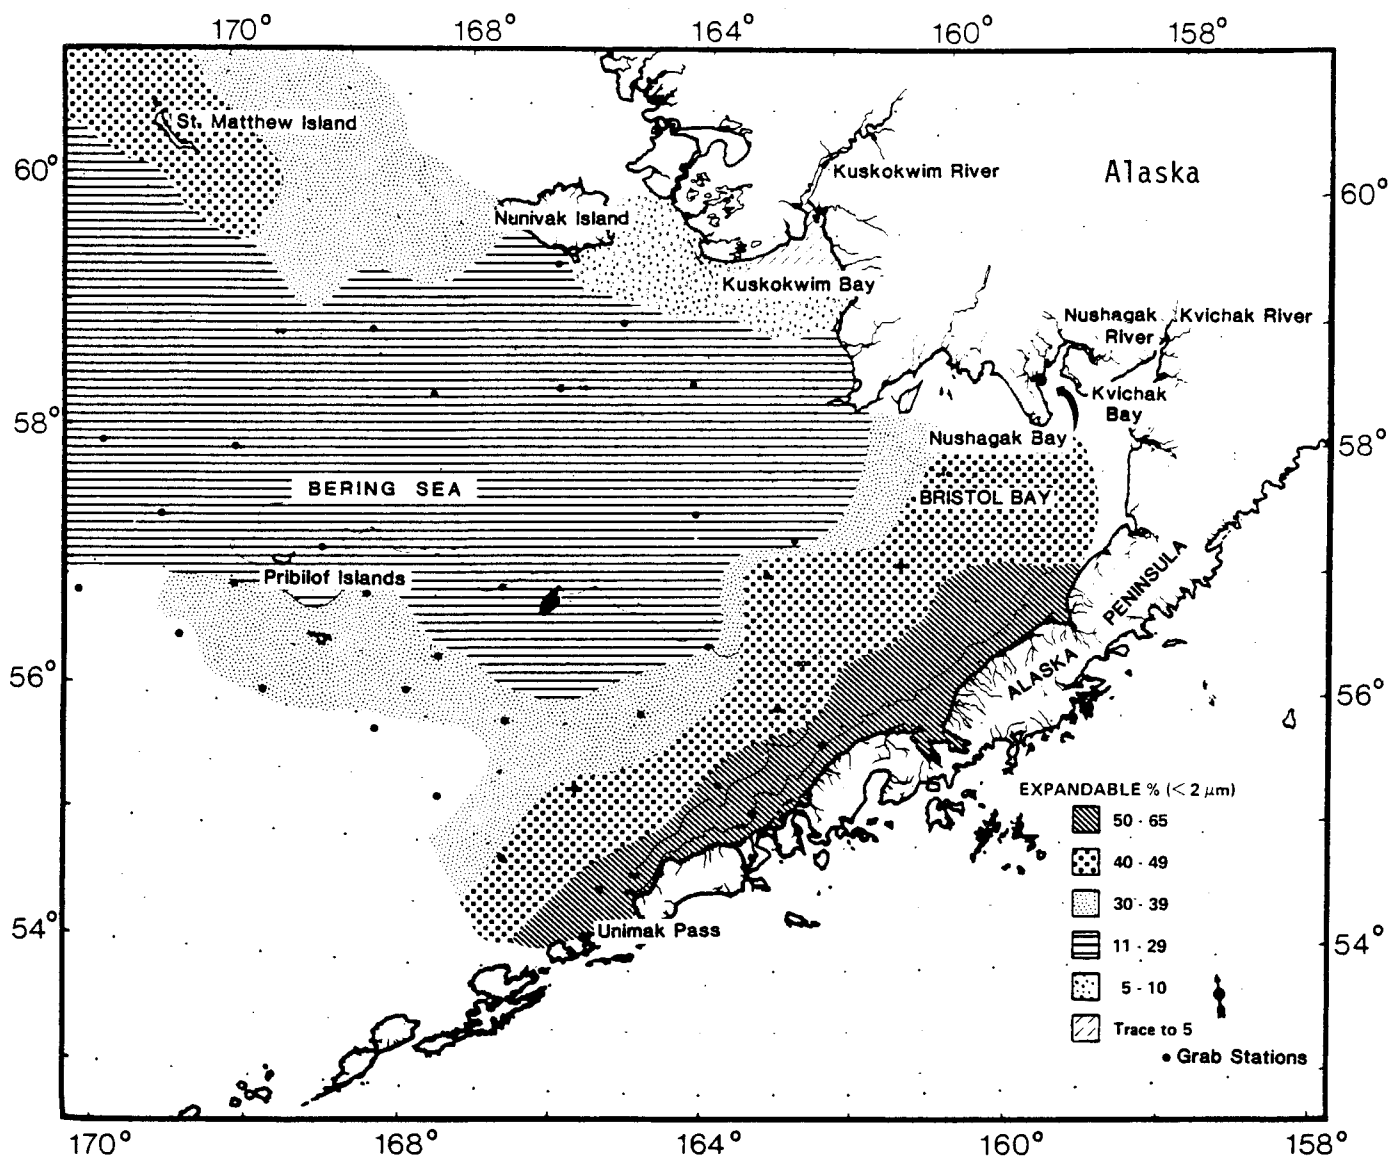 170° 168° 164° 160° 158°
St. Matthew Island
60°
Kuskokwim River
Alaska
60°
Nunivak Island
Kuskokwim Bay
Nushagak River
Kvichak River
Kvichak Bay
58°
Nushagak Bay
58°
BERING SEA
BRISTOL BAY
Pribilof Islands
ALASKA PENINSULA
56°
56°
EXPANDABLE % (< 2 μm)
50 - 65
40 - 49
30 - 39
54°
Unimak Pass
54°
11 - 29
5 - 10
Trace to 5
Grab Stations
170° 168° 164° 160° 158°